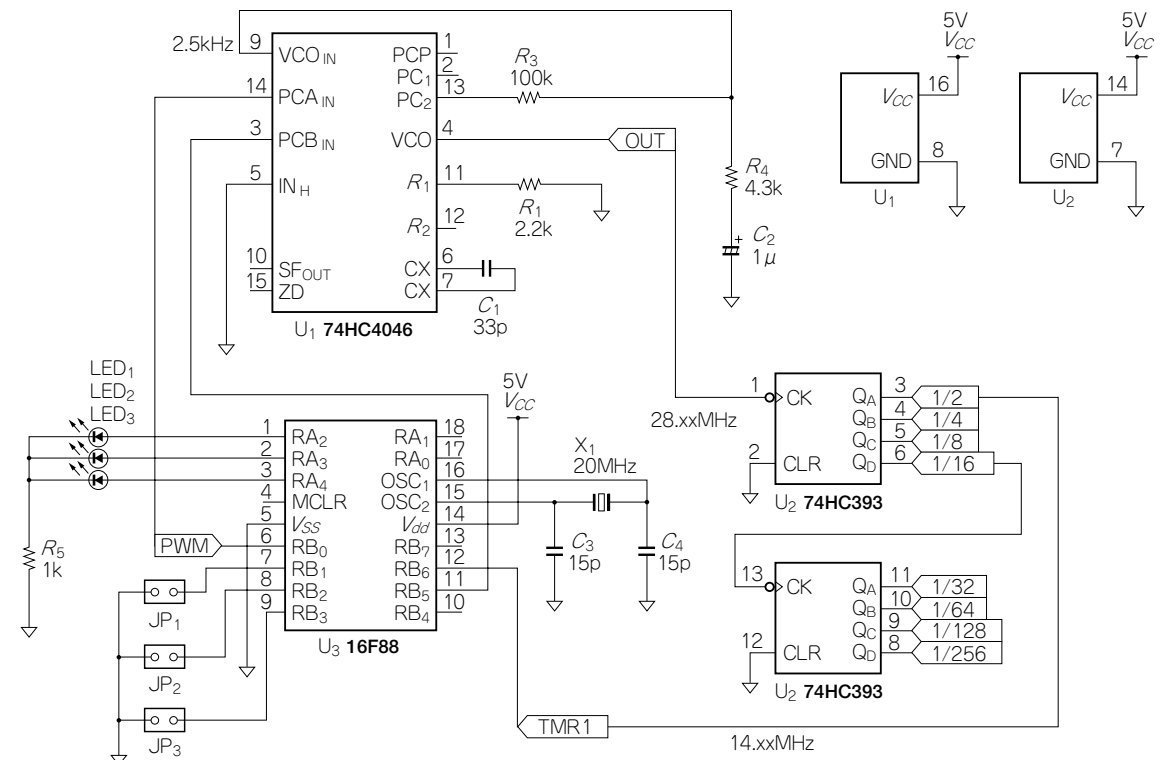 2.5kHz
9
VCO IN
14
PCA IN
3
PCB IN
5
IN H
10
SF OUT
15
ZD
PCP
1
PC1
2
PC2
13
VCO
4
R1
11
R2
12
CX
6
CX
7
U1 74HC4046
R3
100k
OUT
R1
2.2k
C1
33p
R4
4.3k
+
C2
1μ
5V
VCC
16
VCC
GND
8
U1
5V
VCC
14
VCC
GND
7
U2
LED1
LED2
LED3
R5
1k
PWM
JP1
JP2
JP3
1
RA2
2
RA3
3
RA4
4
MCLR
5
VSS
6
RB0
7
RB1
8
RB2
9
RB3
RA1
18
RA0
17
OSC1
16
OSC2
15
Vdd
14
RB7
13
RB6
12
RB5
11
RB4
10
U3 16F88
5V
VCC
X1
20MHz
C3
15p
C4
15p
28.xxMHz
1
CK
2
CLR
QA
3
1/2
QB
4
1/4
QC
5
1/8
QD
6
1/16
U2 74HC393
13
CK
12
CLR
QA
11
1/32
QB
10
1/64
QC
9
1/128
QD
8
1/256
U2 74HC393
TMR1
14.xxMHz